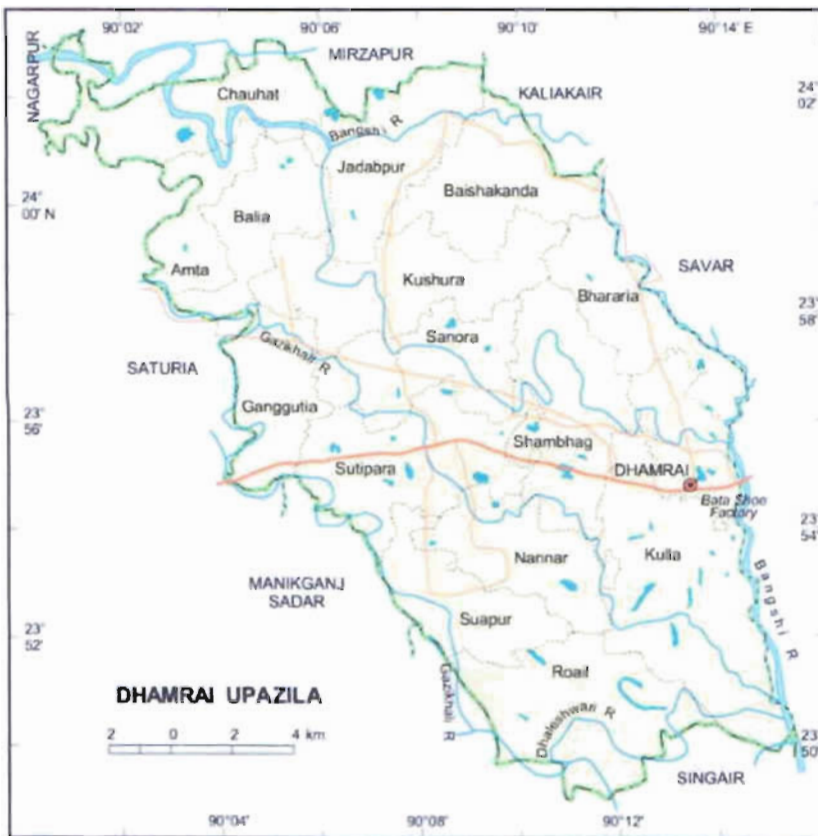 90°02'
90°06'
90°10'
90°14' E
NAGARPUR
MIRZAPUR
KALIAKAIR
24°
02'
Chauhat
Bangshi R
Jadabpur
Baishakanda
24°
00' N
Balia
Amta
SAVAR
Kushura
Bhararia
23°
58'
Sanora
Gazikhali R
SATURIA
Ganggutia
23°
56'
Shambhag
Sutipara
DHAMRAI
Bata Shoe
Factory
23°
54'
Nannar
Kulla
MANIKGANJ
SADAR
Bangshi R
Suapur
23°
52'
Roail
DHAMRAI UPAZILA
Gazikhali R
Dhaleshwari R
2 0 2 4 km
23°
50'
SINGAIR
90°04'
90°08'
90°12'